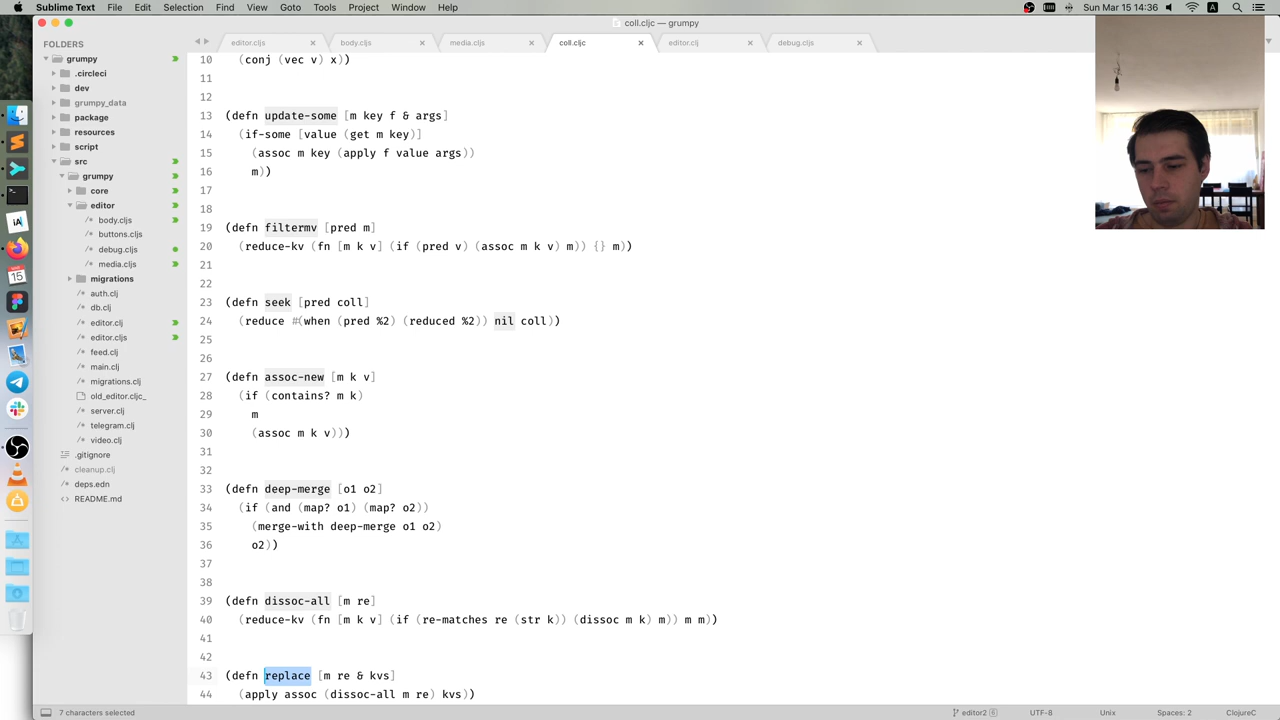 Sublime Text File Edit Selection Find View Goto Tools Project Window Help
Sun Mar 15 14:36
coll.cljc — grumpy
editor.cljs
body.cljs
media.cljs
coll.cljc
editor.clj
debug.cljs
FOLDERS
grumpy
.circleci
dev
grumpy_data
package
resources
script
src
grumpy
core
editor
body.cljs
buttons.cljs
debug.cljs
media.cljs
migrations
auth.clj
db.clj
editor.clj
editor.cljs
feed.clj
main.clj
migrations.clj
old_editor.cljc_
server.clj
telegram.clj
video.clj
.gitignore
cleanup.clj
deps.edn
README.md
10 (conj (vec v) x))
11
12
13 (defn update-some [m key f & args]
14 (if-some [value (get m key)]
15 (assoc m key (apply f value args))
16 m))
17
18
19 (defn filtermv [pred m]
20 (reduce-kv (fn [m k v] (if (pred v) (assoc m k v) m)) {} m))
21
22
23 (defn seek [pred coll]
24 (reduce #(when (pred %2) (reduced %2)) nil coll))
25
26
27 (defn assoc-new [m k v]
28 (if (contains? m k)
29 m
30 (assoc m k v)))
31
32
33 (defn deep-merge [o1 o2]
34 (if (and (map? o1) (map? o2))
35 (merge-with deep-merge o1 o2)
36 o2))
37
38
39 (defn dissoc-all [m re]
40 (reduce-kv (fn [m k v] (if (re-matches re (str k)) (dissoc m k) m)) m m))
41
42
43 (defn replace [m re & kvs]
44 (apply assoc (dissoc-all m re) kvs))
7 characters selected
editor2 6
UTF-8
Unix
Spaces: 2
ClojureC